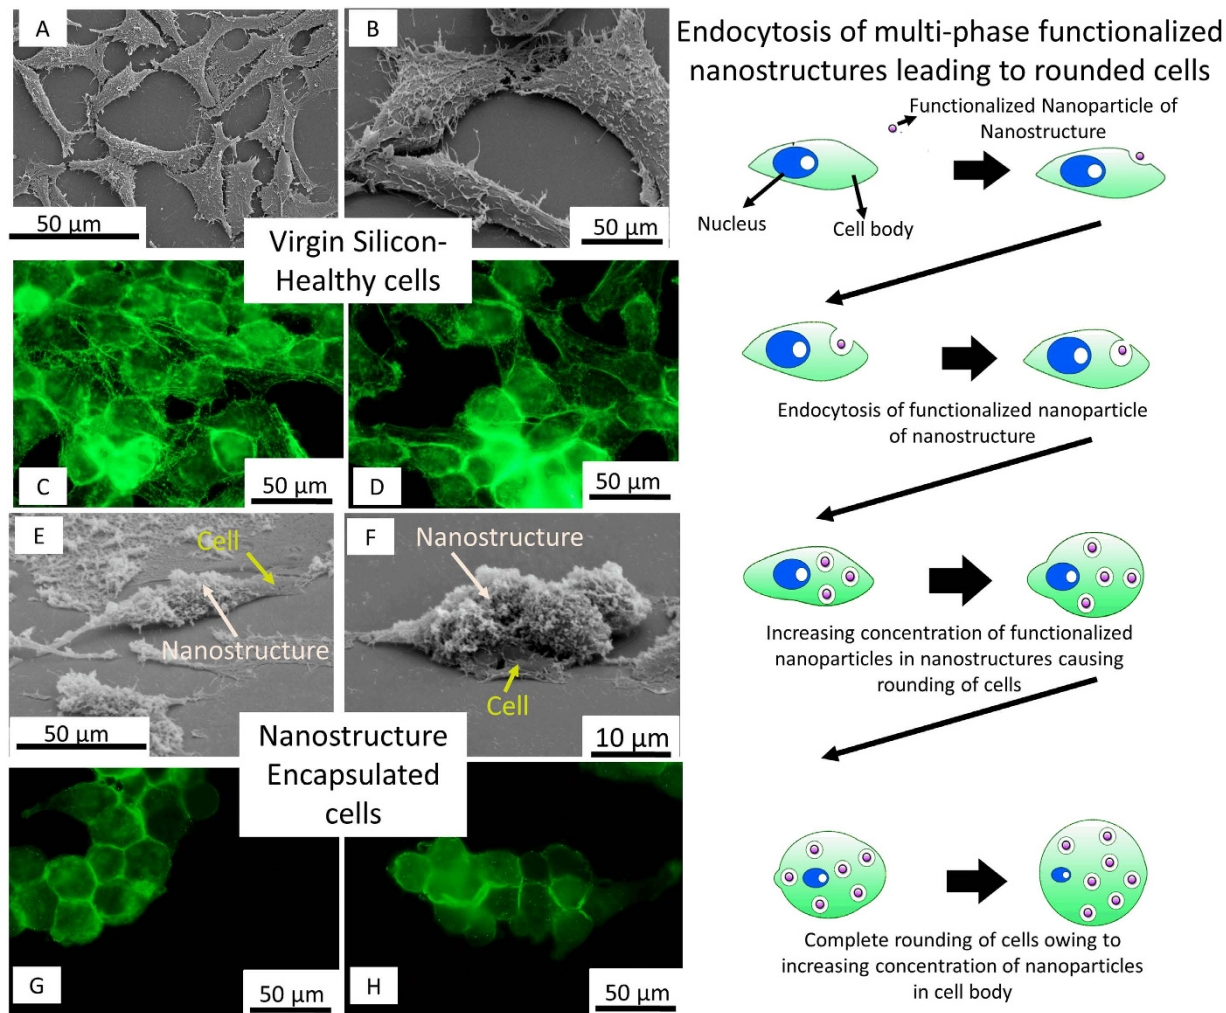 A
B
50 µm
50 µm
Virgin Silicon-
Healthy cells
C
50 µm
D
50 µm
E
Cell
Nanostructure
50 µm
F
Nanostructure
Cell
10 µm
Nanostructure
Encapsulated
cells
G
50 µm
H
50 µm
Endocytosis of multi-phase functionalized
nanostructures leading to rounded cells
Functionalized Nanoparticle of
Nanostructure
Nucleus
Cell body
Endocytosis of functionalized nanoparticle
of nanostructure
Increasing concentration of functionalized
nanoparticles in nanostructures causing
rounding of cells
Complete rounding of cells owing to
increasing concentration of nanoparticles
in cell body